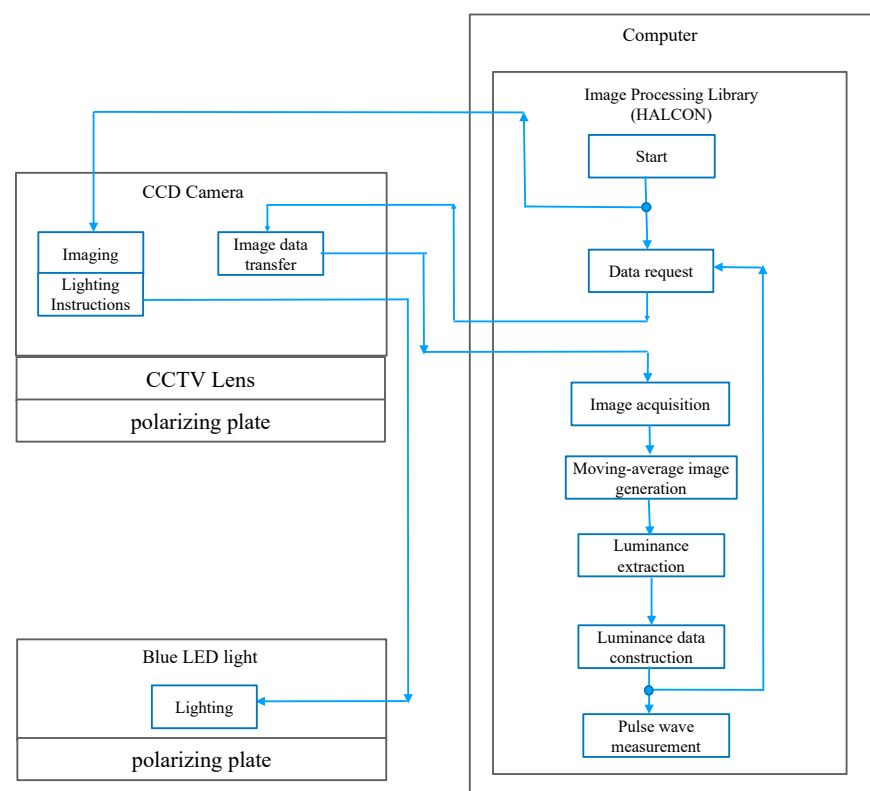 Computer
Image Processing Library
(HALCON)
Start
CCD Camera
Imaging
Image data
transfer
Data request
Lighting
Instructions
CCTV Lens
polarizing plate
Image acquisition
Moving-average image
generation
Luminance
extraction
Luminance data
construction
Blue LED light
Lighting
Pulse wave
measurement
polarizing plate